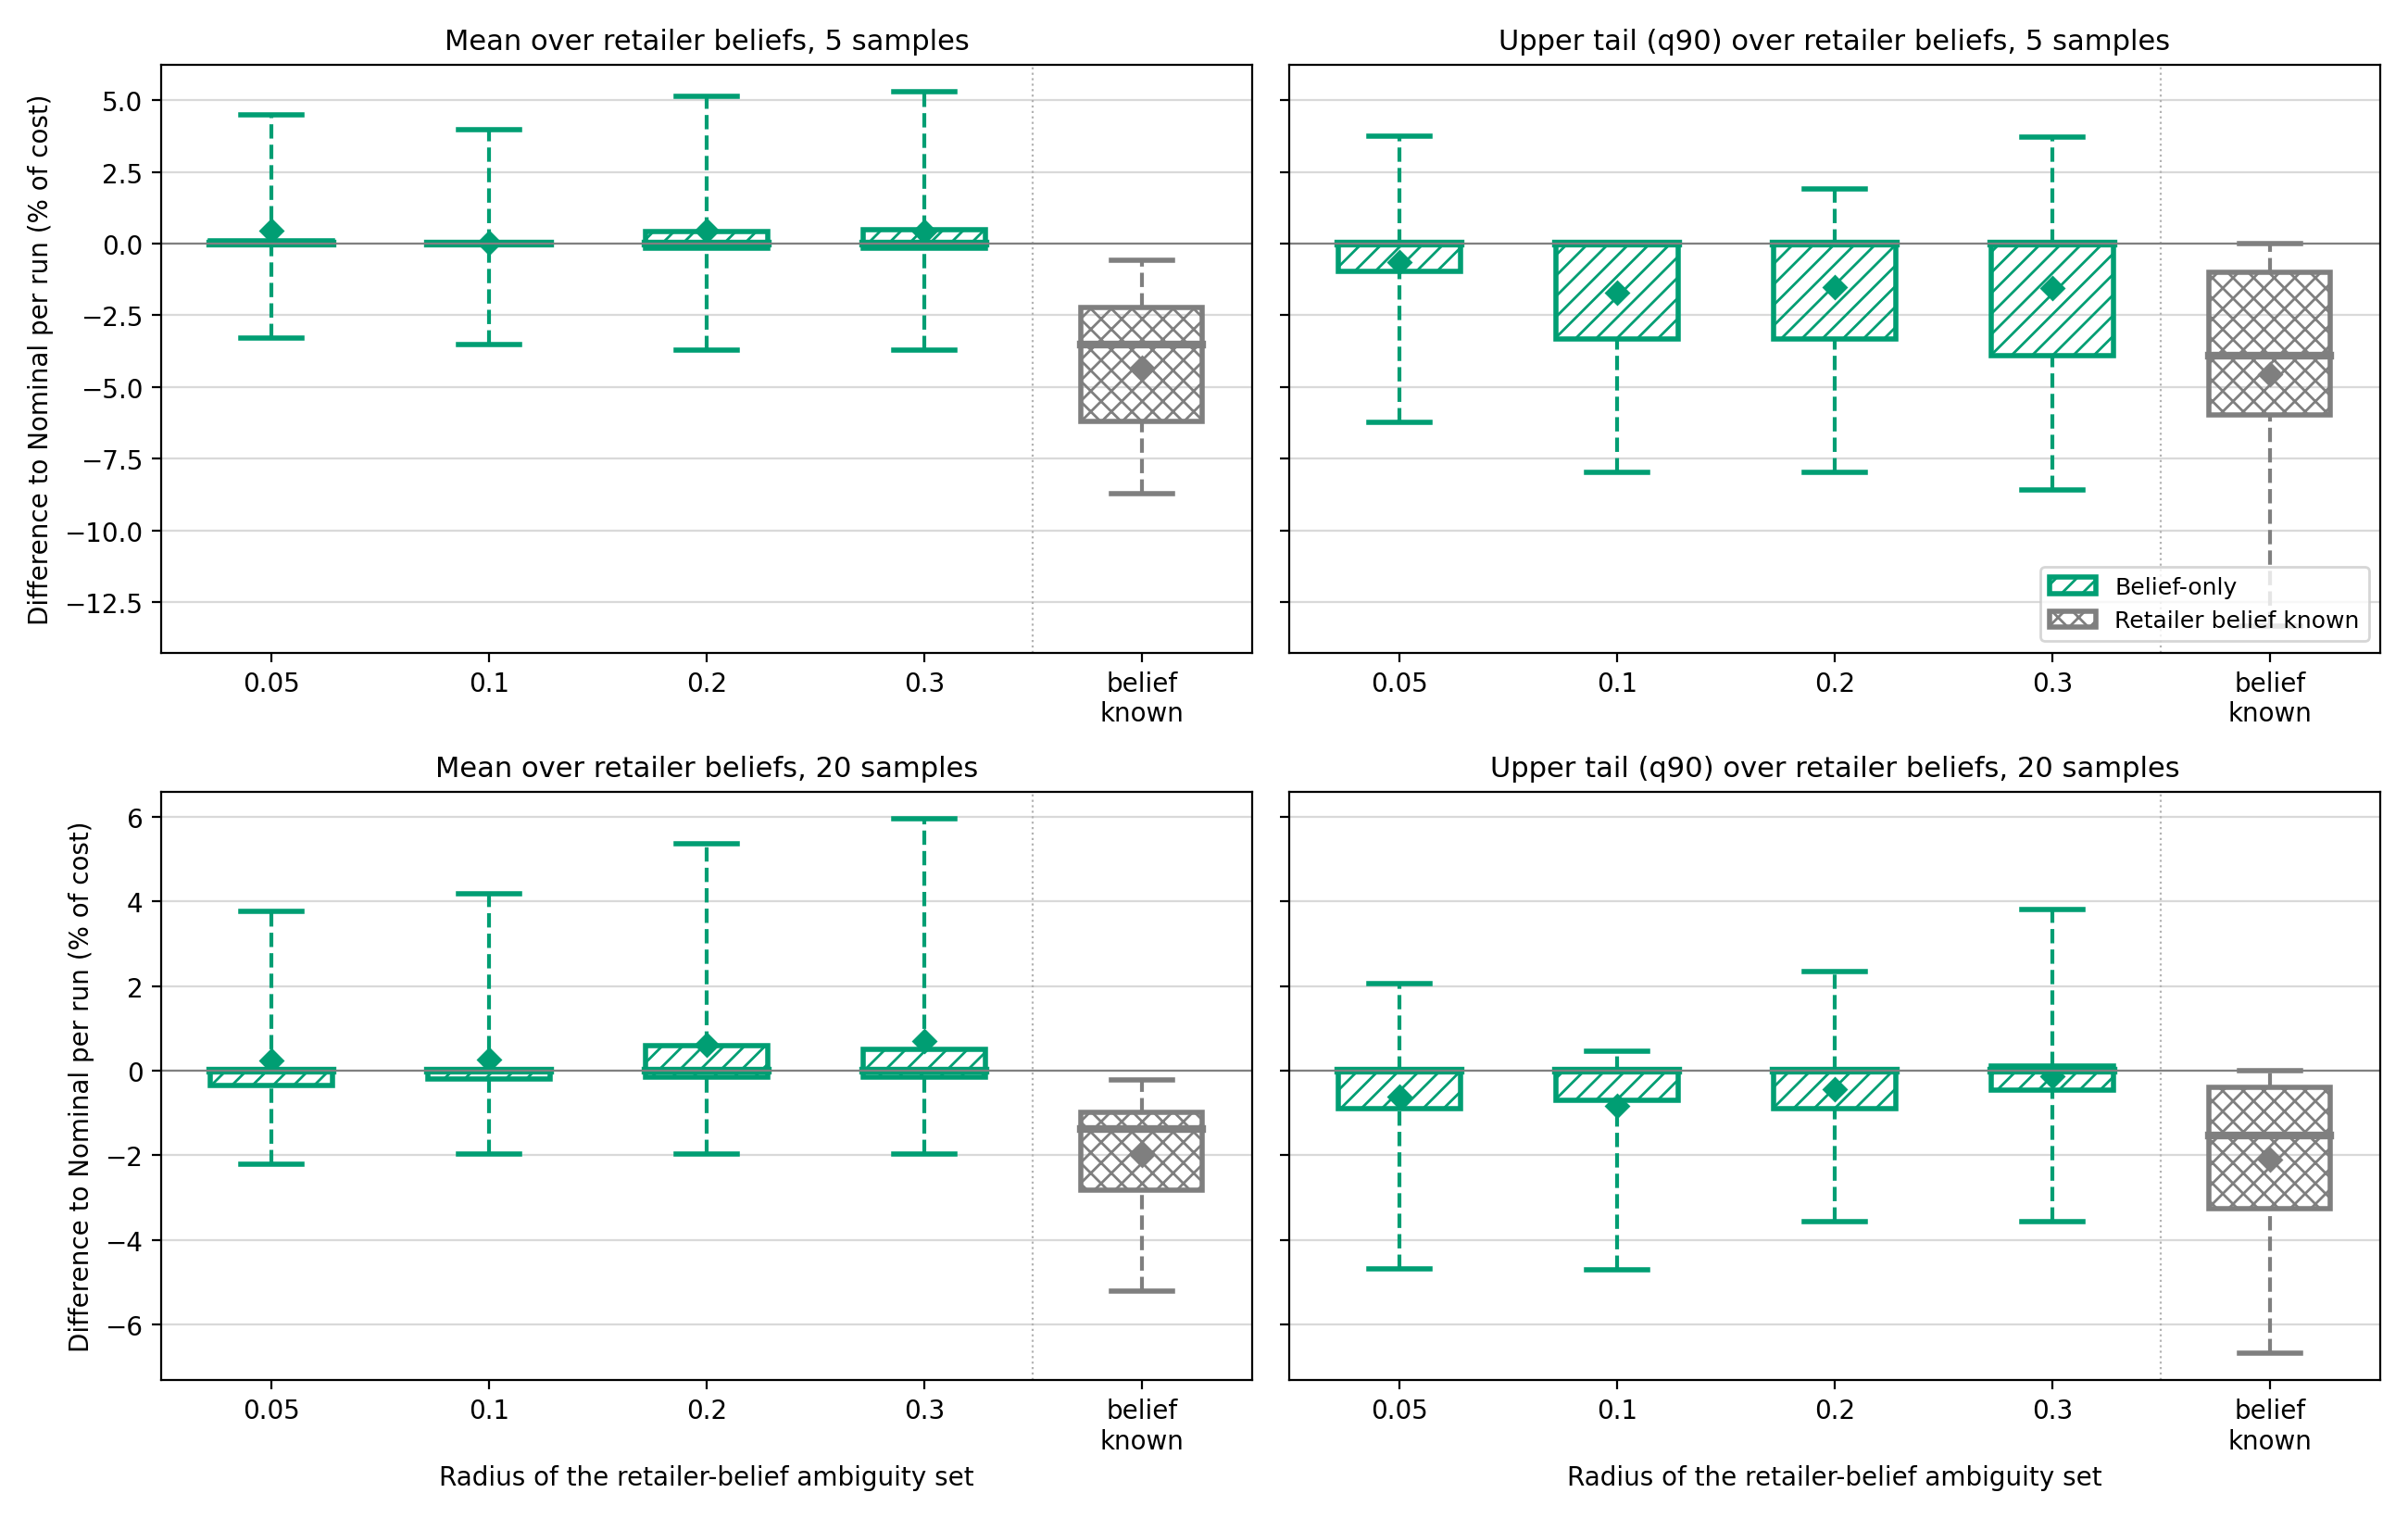 Mean over retailer beliefs, 5 samples
Upper tail (q90) over retailer beliefs, 5 samples
Difference to Nominal per run (% of cost)
5.0
2.5
0.0
−2.5
−5.0
−7.5
−10.0
−12.5
Belief-only
Retailer belief known
0.05
0.1
0.2
0.3
belief
known
0.05
0.1
0.2
0.3
belief
known
Mean over retailer beliefs, 20 samples
Upper tail (q90) over retailer beliefs, 20 samples
Difference to Nominal per run (% of cost)
6
4
2
0
−2
−4
−6
0.05
0.1
0.2
0.3
belief
known
0.05
0.1
0.2
0.3
belief
known
Radius of the retailer-belief ambiguity set
Radius of the retailer-belief ambiguity set